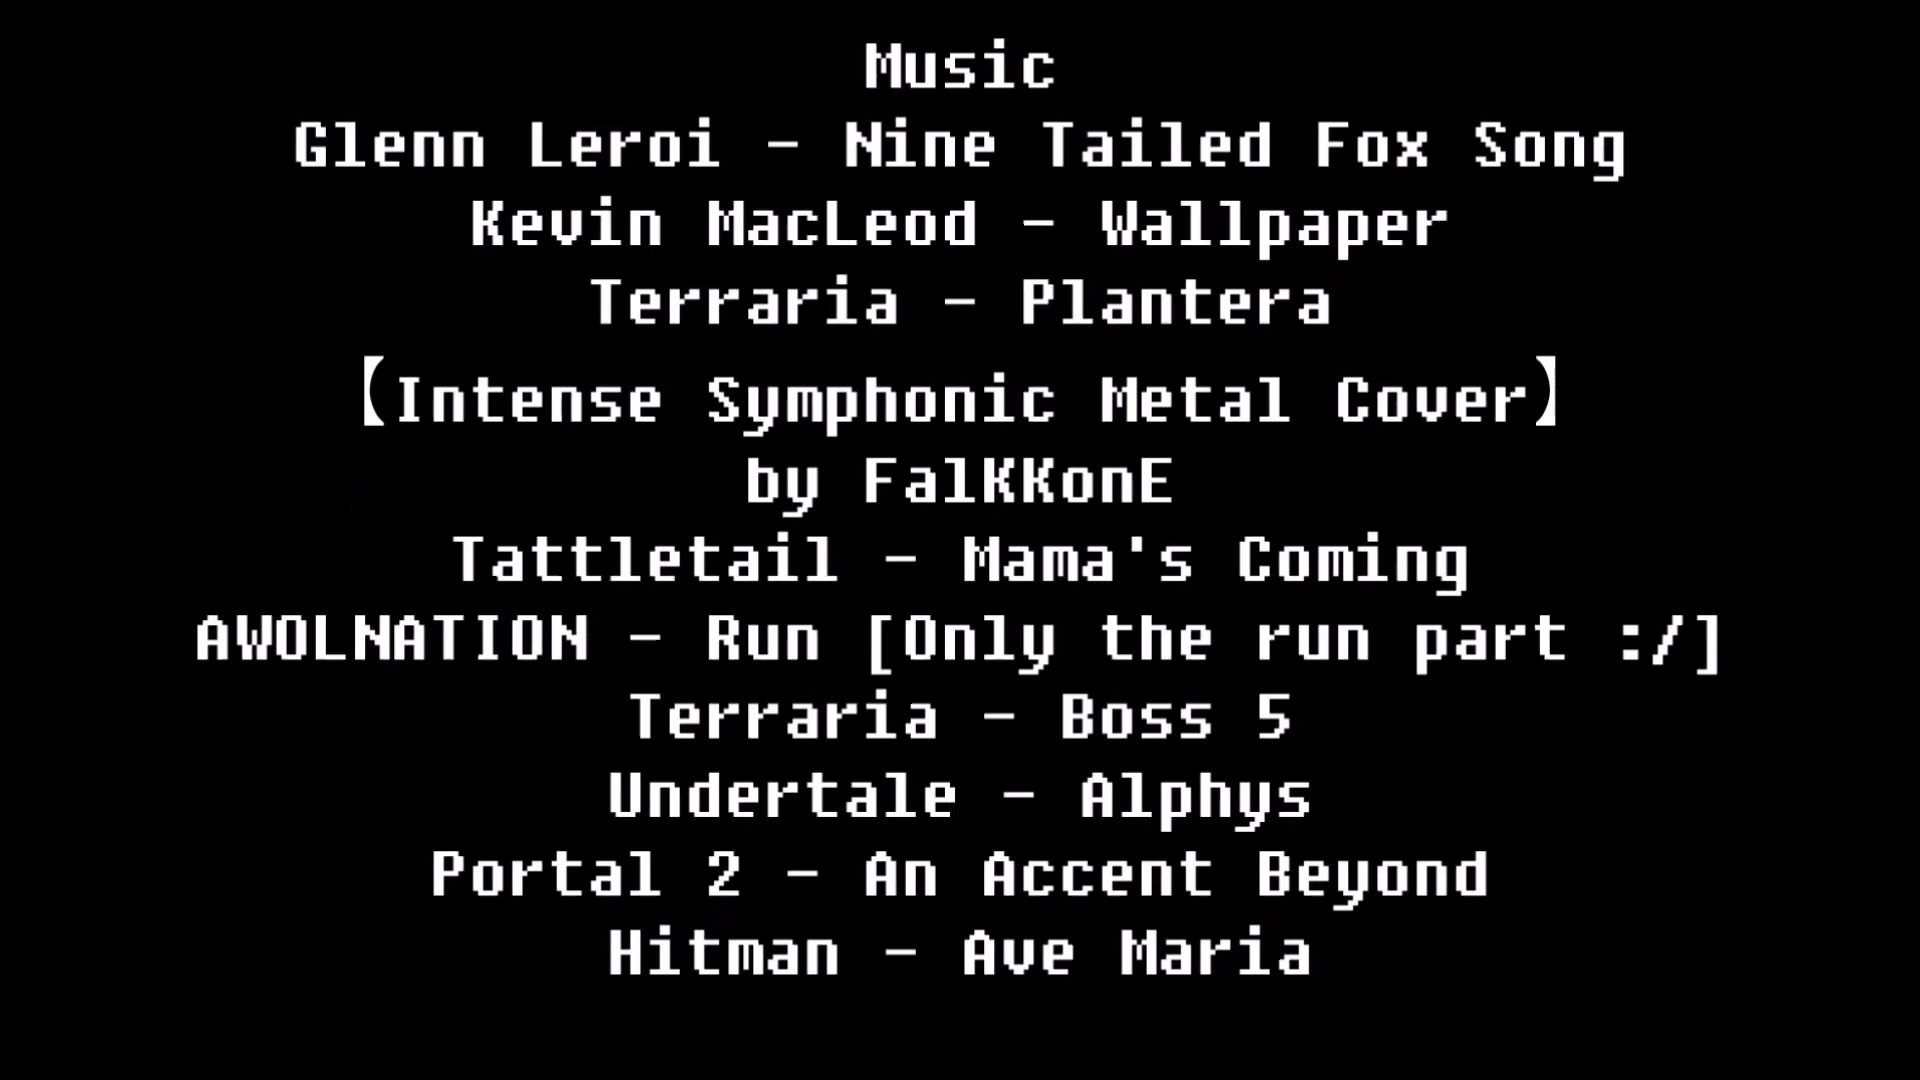 Music
Glenn Leroi - Nine Tailed Fox Song
Kevin MacLeod - Wallpaper
Terraria - Plantera
【Intense Symphonic Metal Cover】
by FalKKonE
Tattletail - Mama's Coming
AWOLNATION - Run [Only the run part :/]
Terraria - Boss 5
Undertale - Alphys
Portal 2 - An Accent Beyond
Hitman - Ave Maria